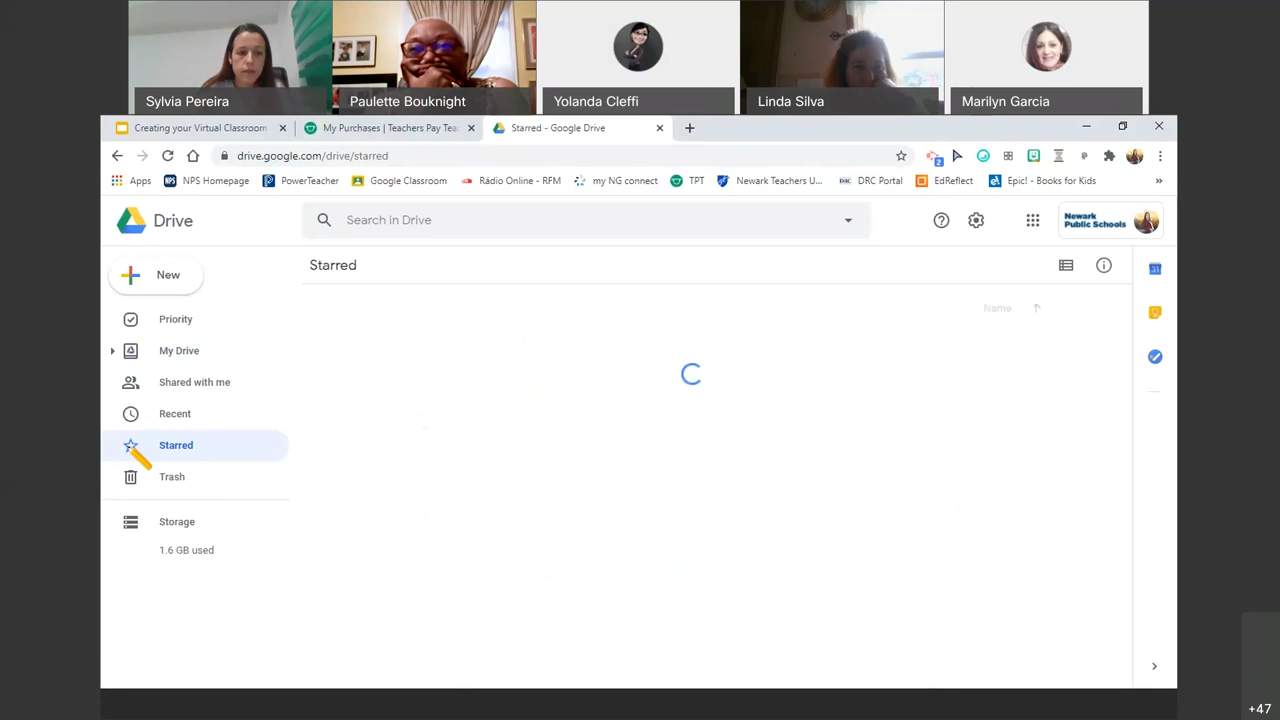 Sylvia Pereira
Paulette Bouknight
Yolanda Cleffi
Linda Silva
Marilyn Garcia
Creating your Virtual Classroom
My Purchases | Teachers Pay Tea
Starred - Google Drive
drive.google.com/drive/starred
2
Apps
NPS Homepage
PowerTeacher
Google Classroom
Rádio Online - RFM
my NG connect
TPT
Newark Teachers U...
DRC Portal
EdReflect
Epic! - Books for Kids
»
Drive
Search in Drive
Newark
Public Schools
New
Starred
31
Name
Priority
My Drive
Shared with me
Recent
Starred
Trash
Storage
1.6 GB used
+47